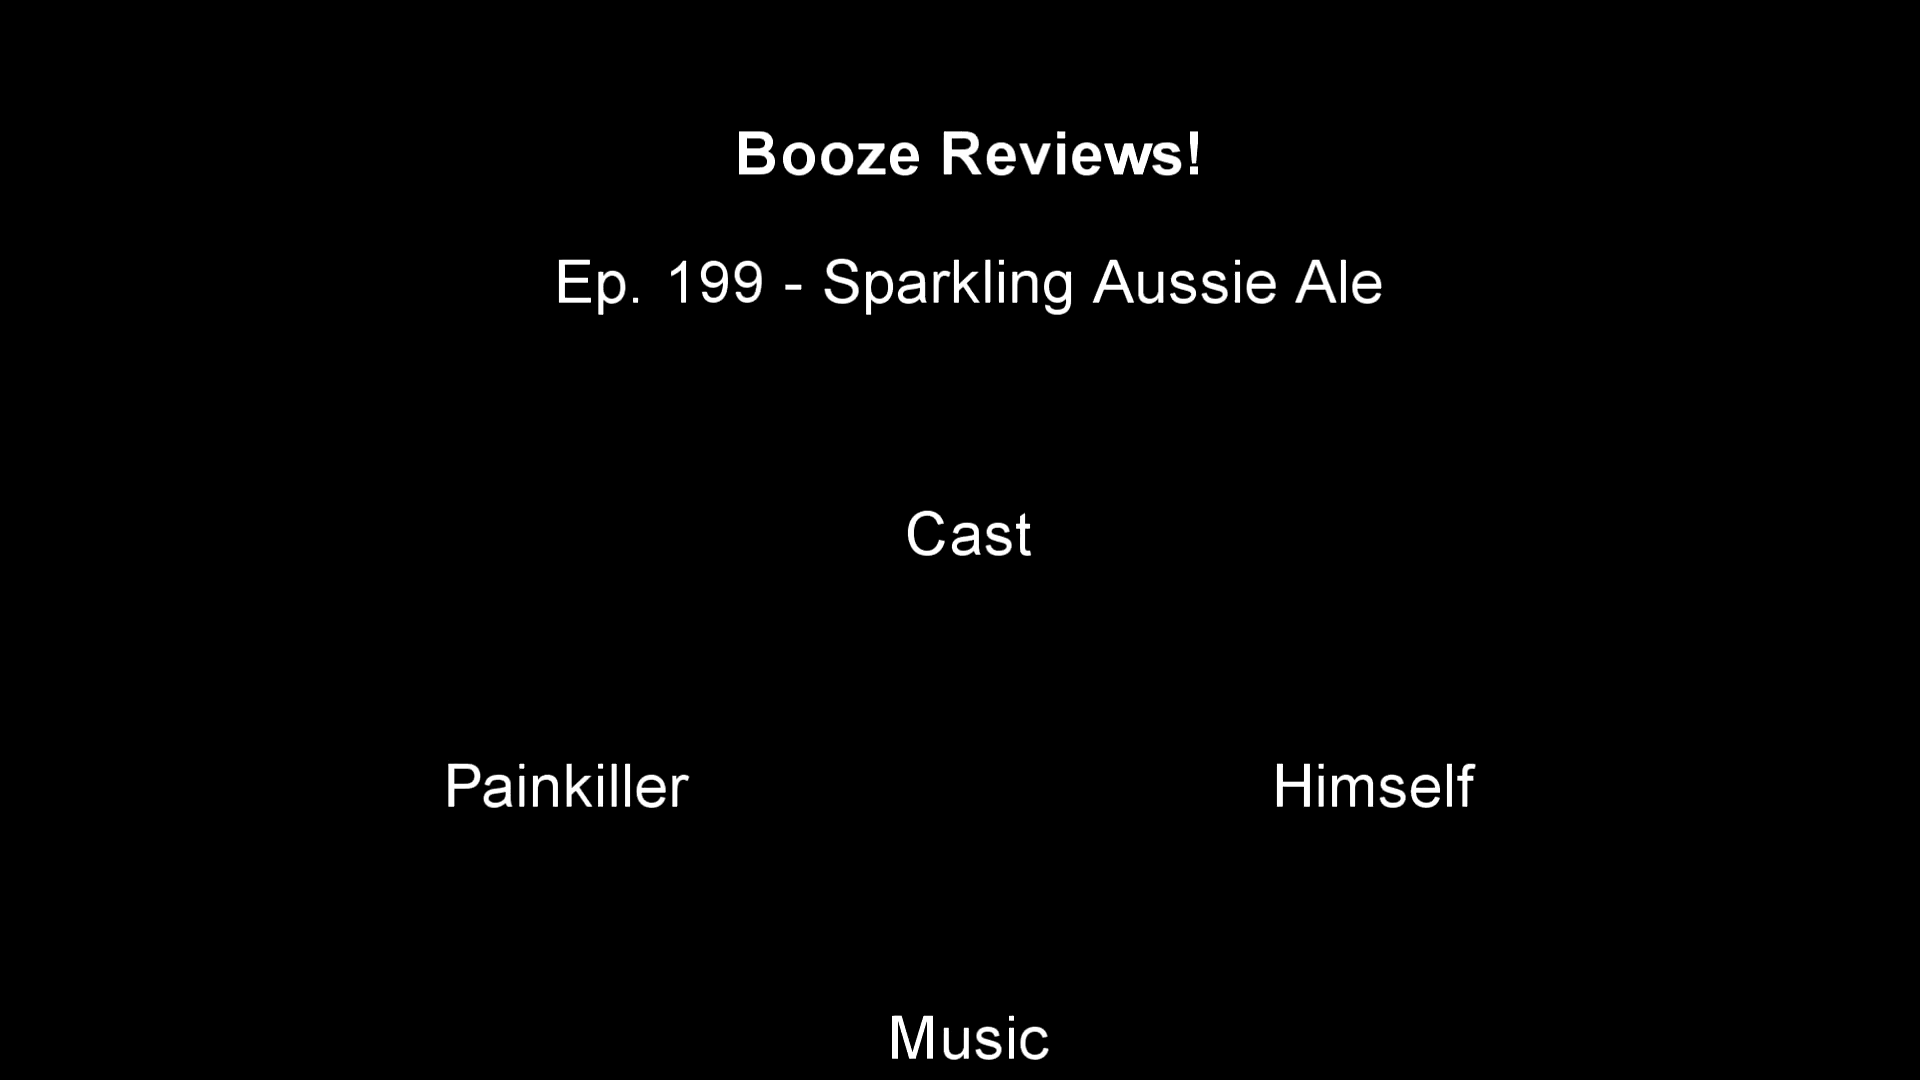 Booze Reviews!
Ep. 199 - Sparkling Aussie Ale
Cast
Painkiller Himself
Music